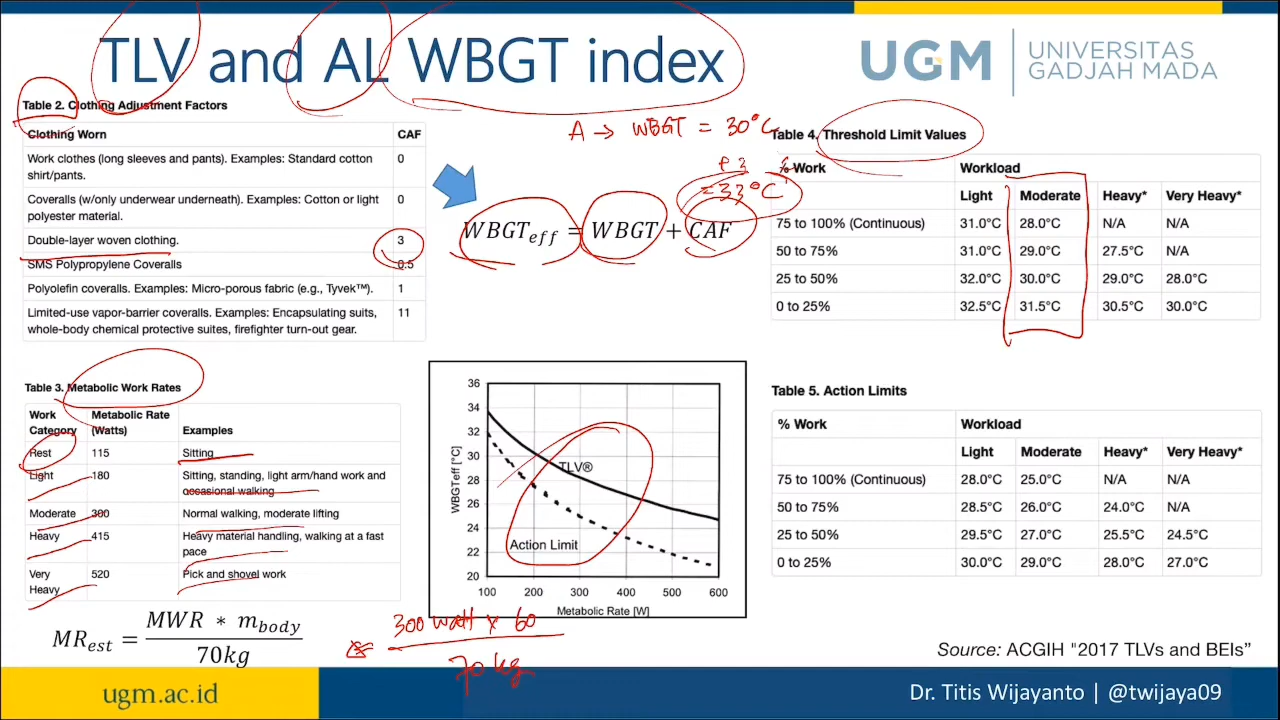 TLV and AL WBGT index
UGM
UNIVERSITAS
GADJAH MADA
Table 2. Clothing Adjustment Factors
Clothing Worn CAF
Work clothes (long sleeves and pants). Examples: Standard cotton 0
shirt/pants.
Coveralls (w/only underwear underneath). Examples: Cotton or light 0
polyester material.
Double-layer woven clothing. 3
SMS Polypropylene Coveralls 0.5
Polyolefin coveralls. Examples: Micro-porous fabric (e.g., Tyvek™). 1
Limited-use vapor-barrier coveralls. Examples: Encapsulating suits, 11
whole-body chemical protective suits, firefighter turn-out gear.
A → WBGT = 30°C
= 33°C
WBGTeff = WBGT + CAF
Table 4. Threshold Limit Values
% Work Workload
Light Moderate Heavy* Very Heavy*
75 to 100% (Continuous) 31.0°C 28.0°C N/A N/A
50 to 75% 31.0°C 29.0°C 27.5°C N/A
25 to 50% 32.0°C 30.0°C 29.0°C 28.0°C
0 to 25% 32.5°C 31.5°C 30.5°C 30.0°C
Table 3. Metabolic Work Rates
Work Metabolic Rate
Category (Watts) Examples
Rest 115 Sitting
Light 180 Sitting, standing, light arm/hand work and
occasional walking
Moderate 300 Normal walking, moderate lifting
Heavy 415 Heavy material handling, walking at a fast
pace
Very 520 Pick and shovel work
Heavy
MRest = MWR * mbody
70kg
300 watt x 60
70 kg
WBGTeff [°C]
36
34
32
30
28
26
24
22
20
TLV®
Action Limit
100 200 300 400 500 600
Metabolic Rate [W]
Table 5. Action Limits
% Work Workload
Light Moderate Heavy* Very Heavy*
75 to 100% (Continuous) 28.0°C 25.0°C N/A N/A
50 to 75% 28.5°C 26.0°C 24.0°C N/A
25 to 50% 29.5°C 27.0°C 25.5°C 24.5°C
0 to 25% 30.0°C 29.0°C 28.0°C 27.0°C
Source: ACGIH "2017 TLVs and BEIs"
ugm.ac.id
Dr. Titis Wijayanto | @twijaya09